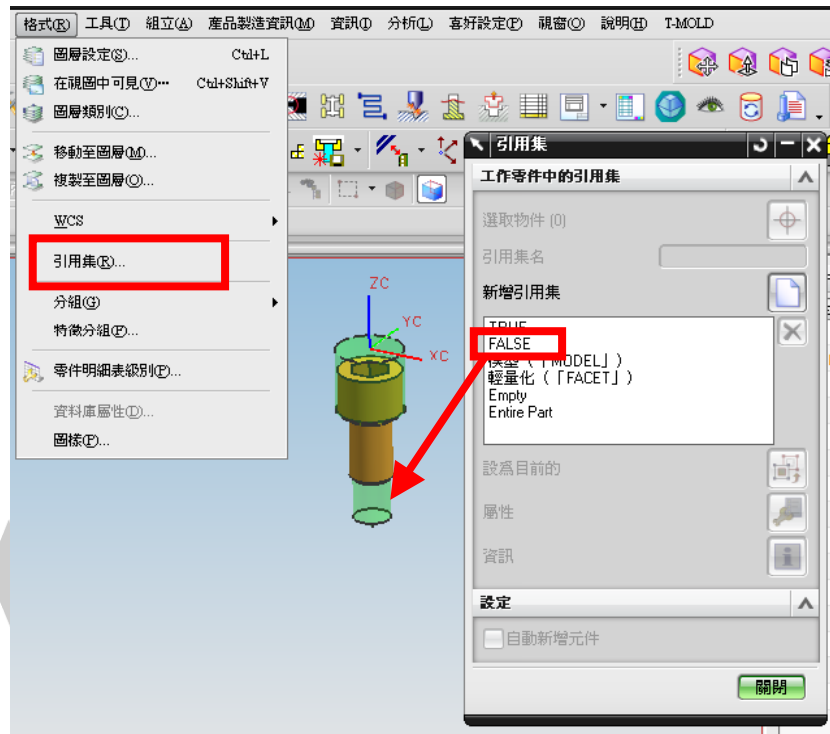 格式(R) 工具(T) 組立(A) 產品製造資訊(M) 資訊(I) 分析(L) 喜好設定(P) 視窗(O) 說明(H) T-MOLD
圖層設定(S)... Ctrl+L
在視圖中可見(V)... Ctrl+Shift+V
圖層類別(C)...
移動至圖層(M)...
複製至圖層(O)...
WCS
引用集(R)...
分組(G)
特徵分組(F)...
零件明細表級別(P)...
資料庫屬性(D)...
圖樣(P)...
ZC
YC
XC
引用集
工作零件中的引用集
選取物件 (0)
引用集名
新增引用集
TRUE
FALSE
模型（「MODEL」）
輕量化（「FACET」）
Empty
Entire Part
設為目前的
屬性
資訊
設定
自動新增元件
關閉